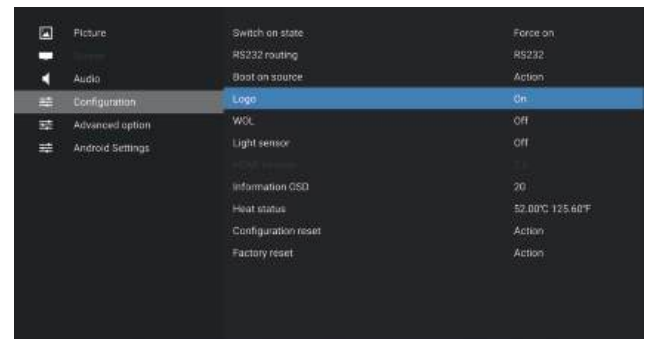 Picture
Audio
Configuration
Advanced option
Android Settings
Switch on state Force on
RS232 routing RS232
Boot on source Action
Logo On
WOL Off
Light sensor Off
Information OSD 20
Heat status 52.00°C 125.60°F
Configuration reset Action
Factory reset Action